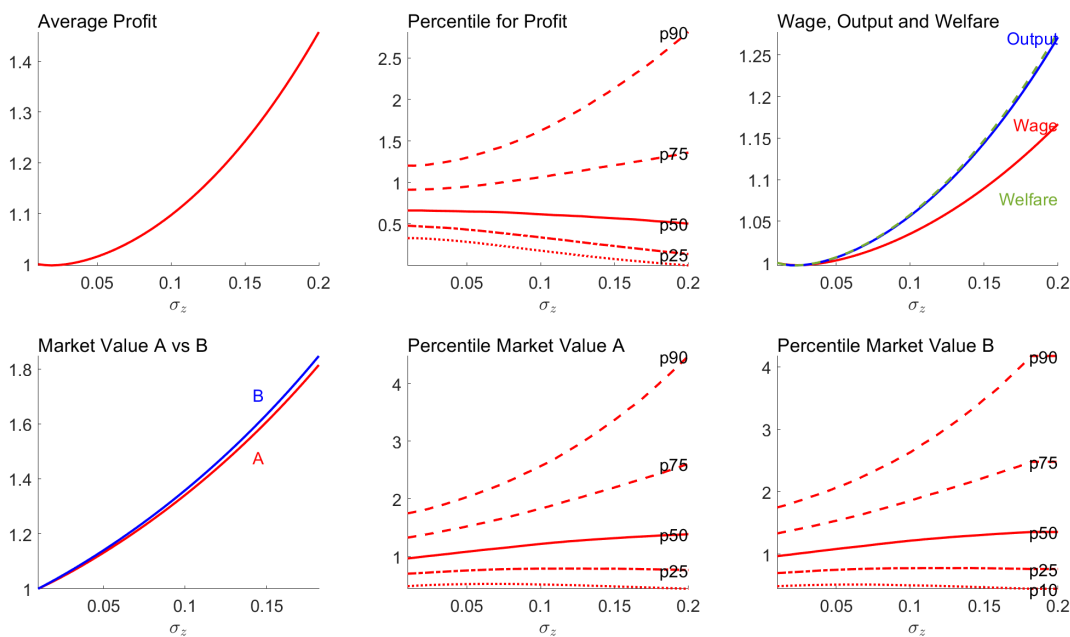 Average Profit
1.4
1.3
1.2
1.1
1
0.05
0.1
0.15
0.2
σz
Percentile for Profit
2.5
2
1.5
1
0.5
p90
p75
p50
p25
0.05
0.1
0.15
0.2
σz
Wage, Output and Welfare
1.25
1.2
1.15
1.1
1.05
1
Output
Wage
Welfare
0.05
0.1
0.15
0.2
σz
Market Value A vs B
1.8
1.6
1.4
1.2
1
B
A
0.05
0.1
0.15
σz
Percentile Market Value A
4
3
2
1
p90
p75
p50
p25
0.05
0.1
0.15
0.2
σz
Percentile Market Value B
4
3
2
1
p90
p75
p50
p25
p10
0.05
0.1
0.15
0.2
σz